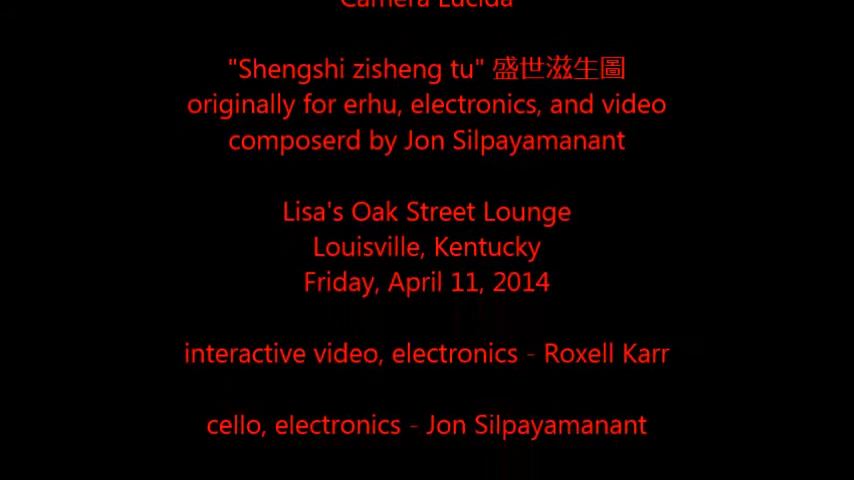 Camera Lucida
"Shengshi zisheng tu" 盛世滋生圖
originally for erhu, electronics, and video
composerd by Jon Silpayamanant
Lisa's Oak Street Lounge
Louisville, Kentucky
Friday, April 11, 2014
interactive video, electronics - Roxell Karr
cello, electronics - Jon Silpayamanant